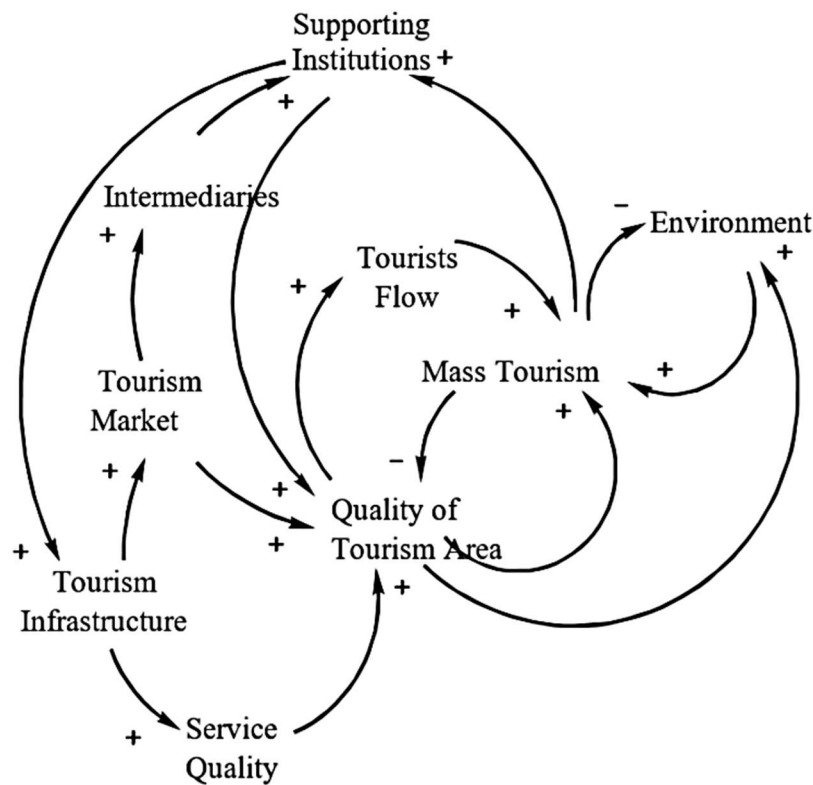 Supporting
Institutions +
+
Intermediaries
+
−
Environment
+
Tourists
Flow
+
+
Tourism
Market
Mass Tourism
+
+
+
−
+
Quality of
Tourism Area
+
+
+
Tourism
Infrastructure
+
Service
Quality